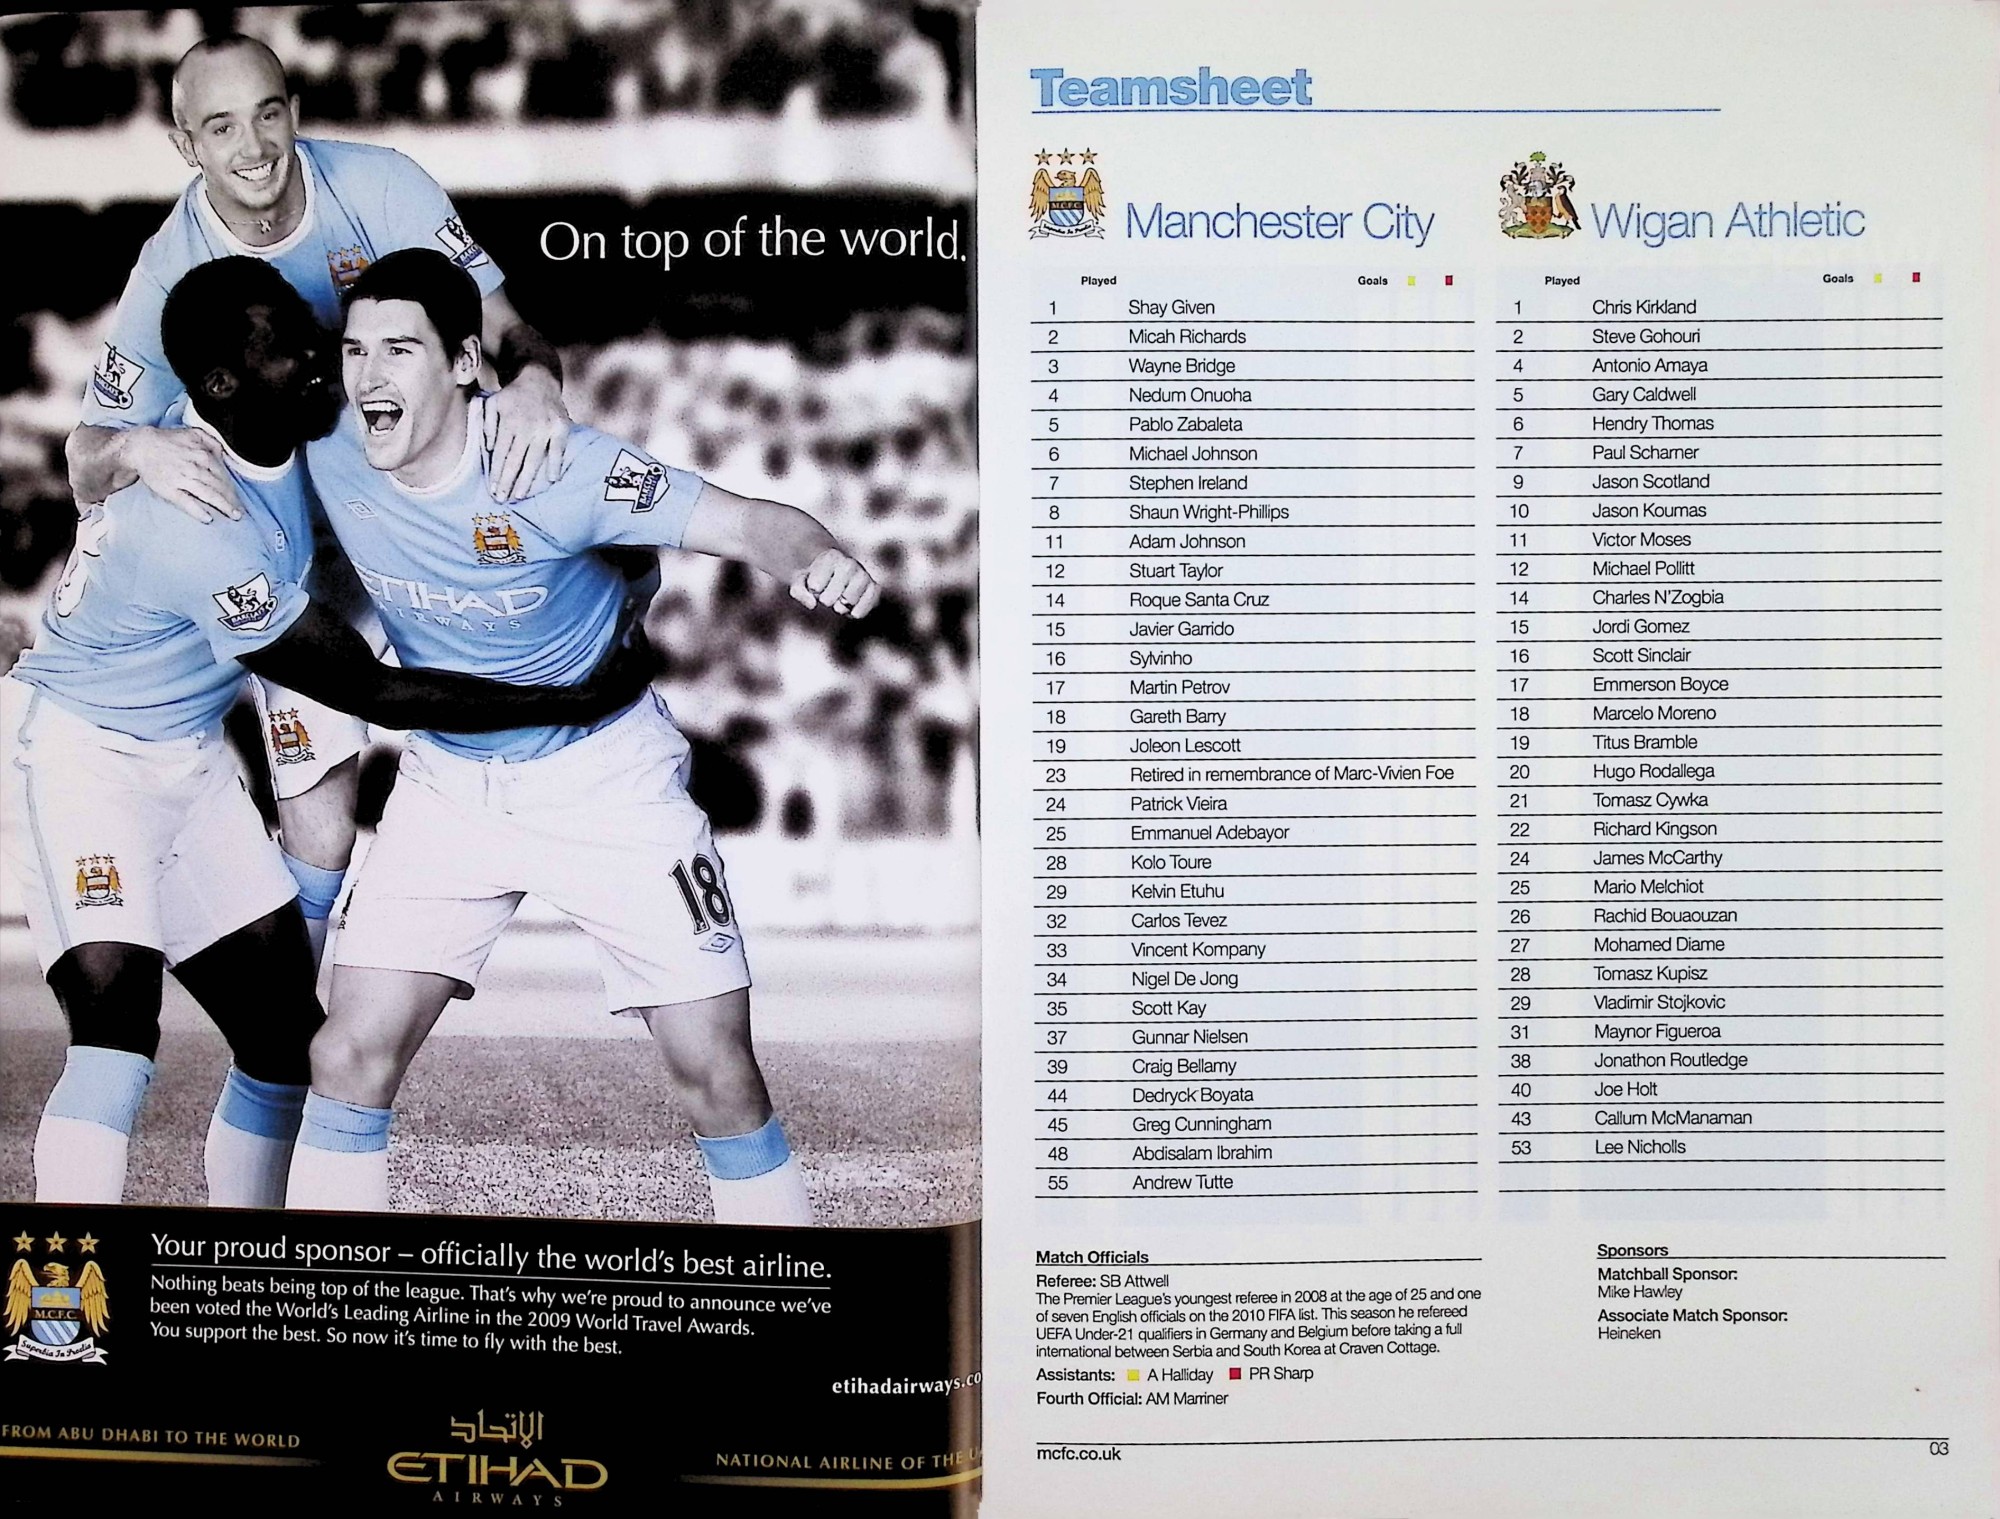 On top of the world.
M.C.F.C.
ETIHAD
AIRWAYS
18
Your proud sponsor – officially the world's best airline.
Nothing beats being top of the league. That's why we're proud to announce we've
been voted the World's Leading Airline in the 2009 World Travel Awards.
You support the best. So now it's time to fly with the best.
M.C.F.C.
Superbia In Proelia
etihadairways.co
FROM ABU DHABI TO THE WORLD
الإتحاد
ETIHAD
AIRWAYS
NATIONAL AIRLINE OF THE U
Teamsheet
M.C.F.C.
Superbia In Proelia
Manchester City
Played Goals
1 Shay Given
2 Micah Richards
3 Wayne Bridge
4 Nedum Onuoha
5 Pablo Zabaleta
6 Michael Johnson
7 Stephen Ireland
8 Shaun Wright-Phillips
11 Adam Johnson
12 Stuart Taylor
14 Roque Santa Cruz
15 Javier Garrido
16 Sylvinho
17 Martin Petrov
18 Gareth Barry
19 Joleon Lescott
23 Retired in remembrance of Marc-Vivien Foe
24 Patrick Vieira
25 Emmanuel Adebayor
28 Kolo Toure
29 Kelvin Etuhu
32 Carlos Tevez
33 Vincent Kompany
34 Nigel De Jong
35 Scott Kay
37 Gunnar Nielsen
39 Craig Bellamy
44 Dedryck Boyata
45 Greg Cunningham
48 Abdisalam Ibrahim
55 Andrew Tutte
Wigan Athletic
Played Goals
1 Chris Kirkland
2 Steve Gohouri
4 Antonio Amaya
5 Gary Caldwell
6 Hendry Thomas
7 Paul Scharner
9 Jason Scotland
10 Jason Koumas
11 Victor Moses
12 Michael Pollitt
14 Charles N'Zogbia
15 Jordi Gomez
16 Scott Sinclair
17 Emmerson Boyce
18 Marcelo Moreno
19 Titus Bramble
20 Hugo Rodallega
21 Tomasz Cywka
22 Richard Kingson
24 James McCarthy
25 Mario Melchiot
26 Rachid Bouaouzan
27 Mohamed Diame
28 Tomasz Kupisz
29 Vladimir Stojkovic
31 Maynor Figueroa
38 Jonathon Routledge
40 Joe Holt
43 Callum McManaman
53 Lee Nicholls
Match Officials
Referee: SB Attwell
The Premier League's youngest referee in 2008 at the age of 25 and one
of seven English officials on the 2010 FIFA list. This season he refereed
UEFA Under-21 qualifiers in Germany and Belgium before taking a full
international between Serbia and South Korea at Craven Cottage.
Assistants: A Halliday PR Sharp
Fourth Official: AM Marriner
Sponsors
Matchball Sponsor:
Mike Hawley
Associate Match Sponsor:
Heineken
mcfc.co.uk
03